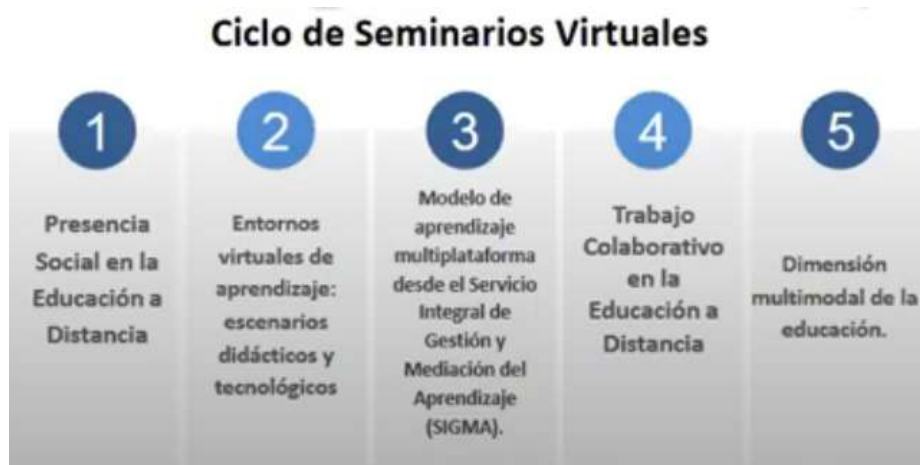 Ciclo de Seminarios Virtuales
1
Presencia
Social en la
Educación a
Distancia
2
Entornos
virtuales de
aprendizaje:
escenarios
didácticos y
tecnológicos
3
Modelo de
aprendizaje
multiplataforma
desde el Servicio
Integral de
Gestión y
Mediación del
Aprendizaje
(SIGMA).
4
Trabajo
Colaborativo
en la
Educación a
Distancia
5
Dimensión
multimodal de la
educación.